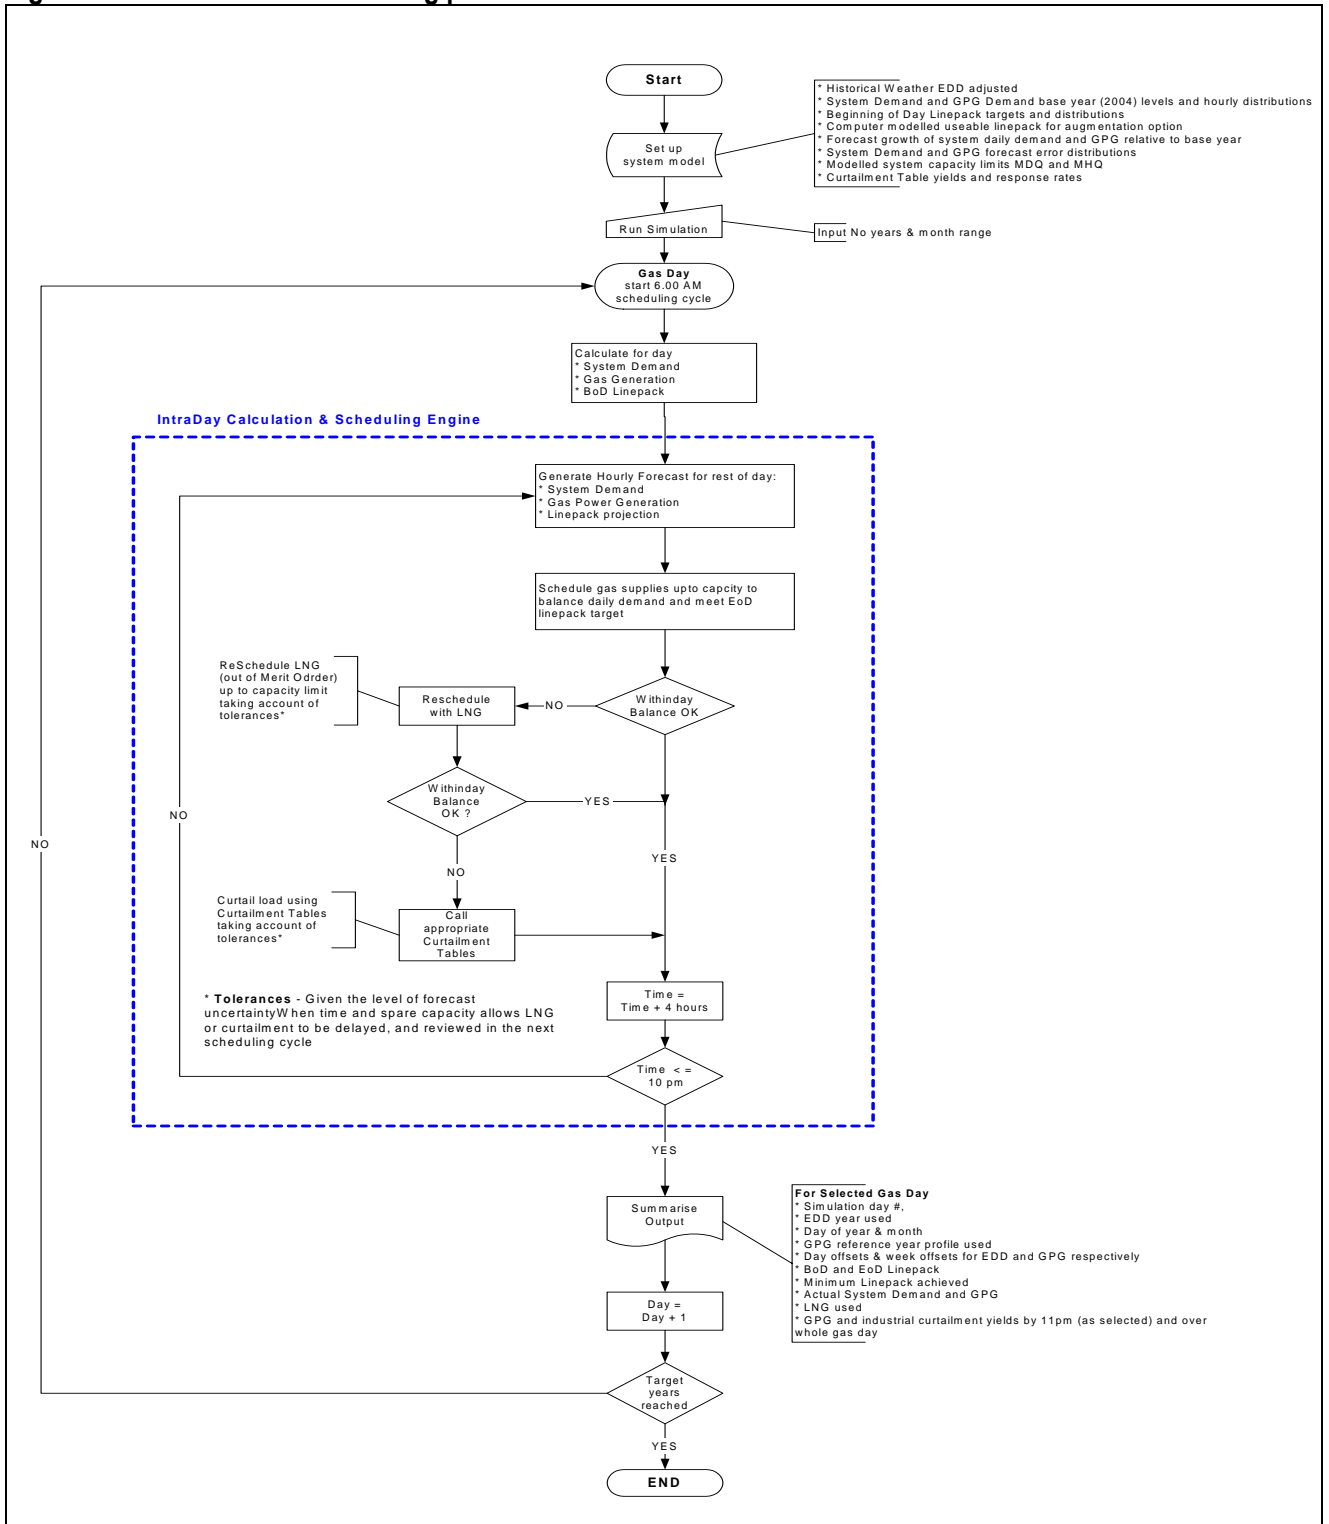 Start
* Historical Weather EDD adjusted
* System Demand and GPG Demand base year (2004) levels and hourly distributions
* Beginning of Day Linepack targets and distributions
* Computer modelled useable linepack for augmentation option
* Forecast growth of system daily demand and GPG relative to base year
* System Demand and GPG forecast error distributions
* Modelled system capacity limits MDQ and MHQ
* Curtailment Table yields and response rates
Set up
system model
Run Simulation
Input No years & month range
Gas Day
start 6.00 AM
scheduling cycle
Calculate for day
* System Demand
* Gas Generation
* BoD Linepack
IntraDay Calculation & Scheduling Engine
Generate Hourly Forecast for rest of day:
* System Demand
* Gas Power Generation
* Linepack projection
Schedule gas supplies upto capcity to
balance daily demand and meet EoD
linepack target
ReSchedule LNG
(out of Merit Odrder)
up to capacity limit
taking account of
tolerances*
Reschedule
with LNG
NO
Withinday
Balance OK
Withinday
Balance
OK ?
YES
NO
NO
YES
NO
Curtail load using
Curtailment Tables
taking account of
tolerances*
Call
appropriate
Curtailment
Tables
* Tolerances - Given the level of forecast
uncertaintyWhen time and spare capacity allows LNG
or curtailment to be delayed, and reviewed in the next
scheduling cycle
Time =
Time + 4 hours
Time < =
10 pm
YES
Summarise
Output
For Selected Gas Day
* Simulation day #,
* EDD year used
* Day of year & month
* GPG reference year profile used
* Day offsets & week offsets for EDD and GPG respectively
* BoD and EoD Linepack
* Minimum Linepack achieved
* Actual System Demand and GPG
* LNG used
* GPG and industrial curtailment yields by 11pm (as selected) and over
whole gas day
Day =
Day + 1
Target
years
reached
YES
END